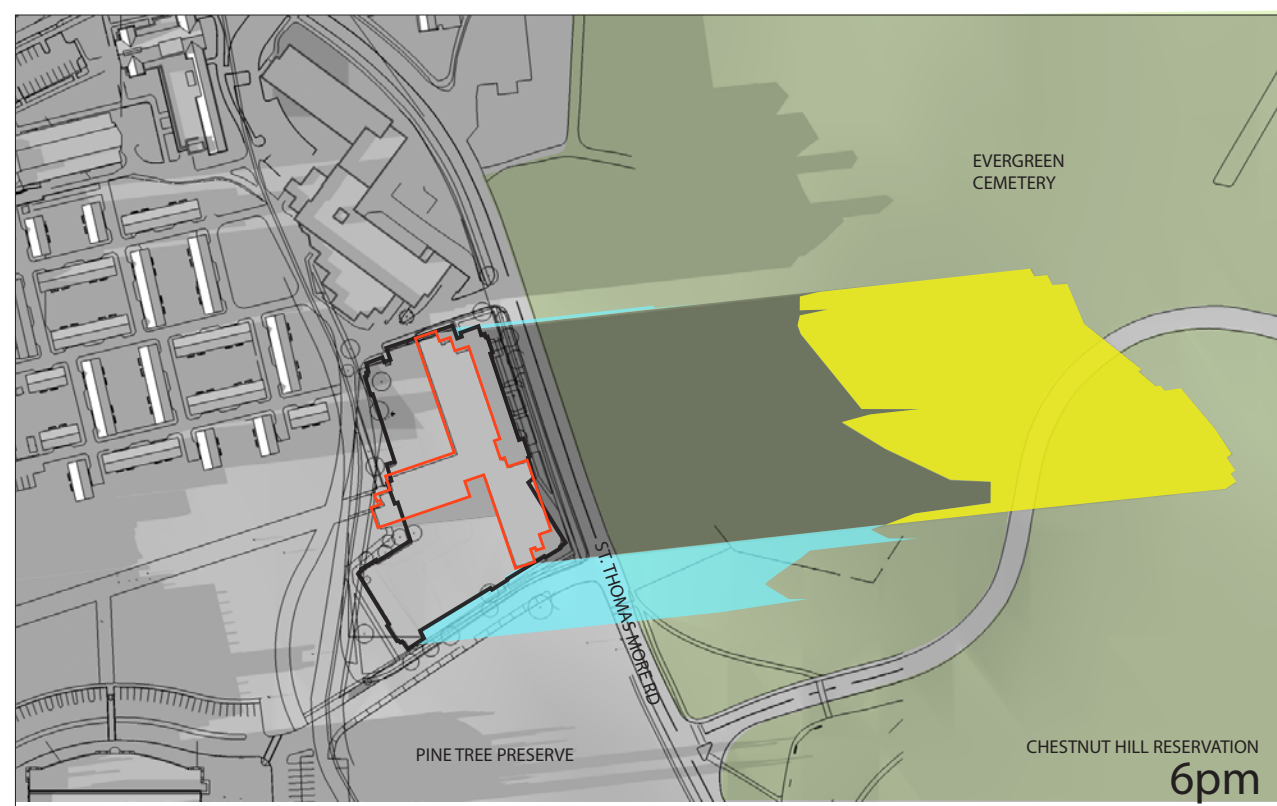 EVERGREEN
CEMETERY
ST. THOMAS MORE RD
PINE TREE PRESERVE
CHESTNUT HILL RESERVATION
6pm